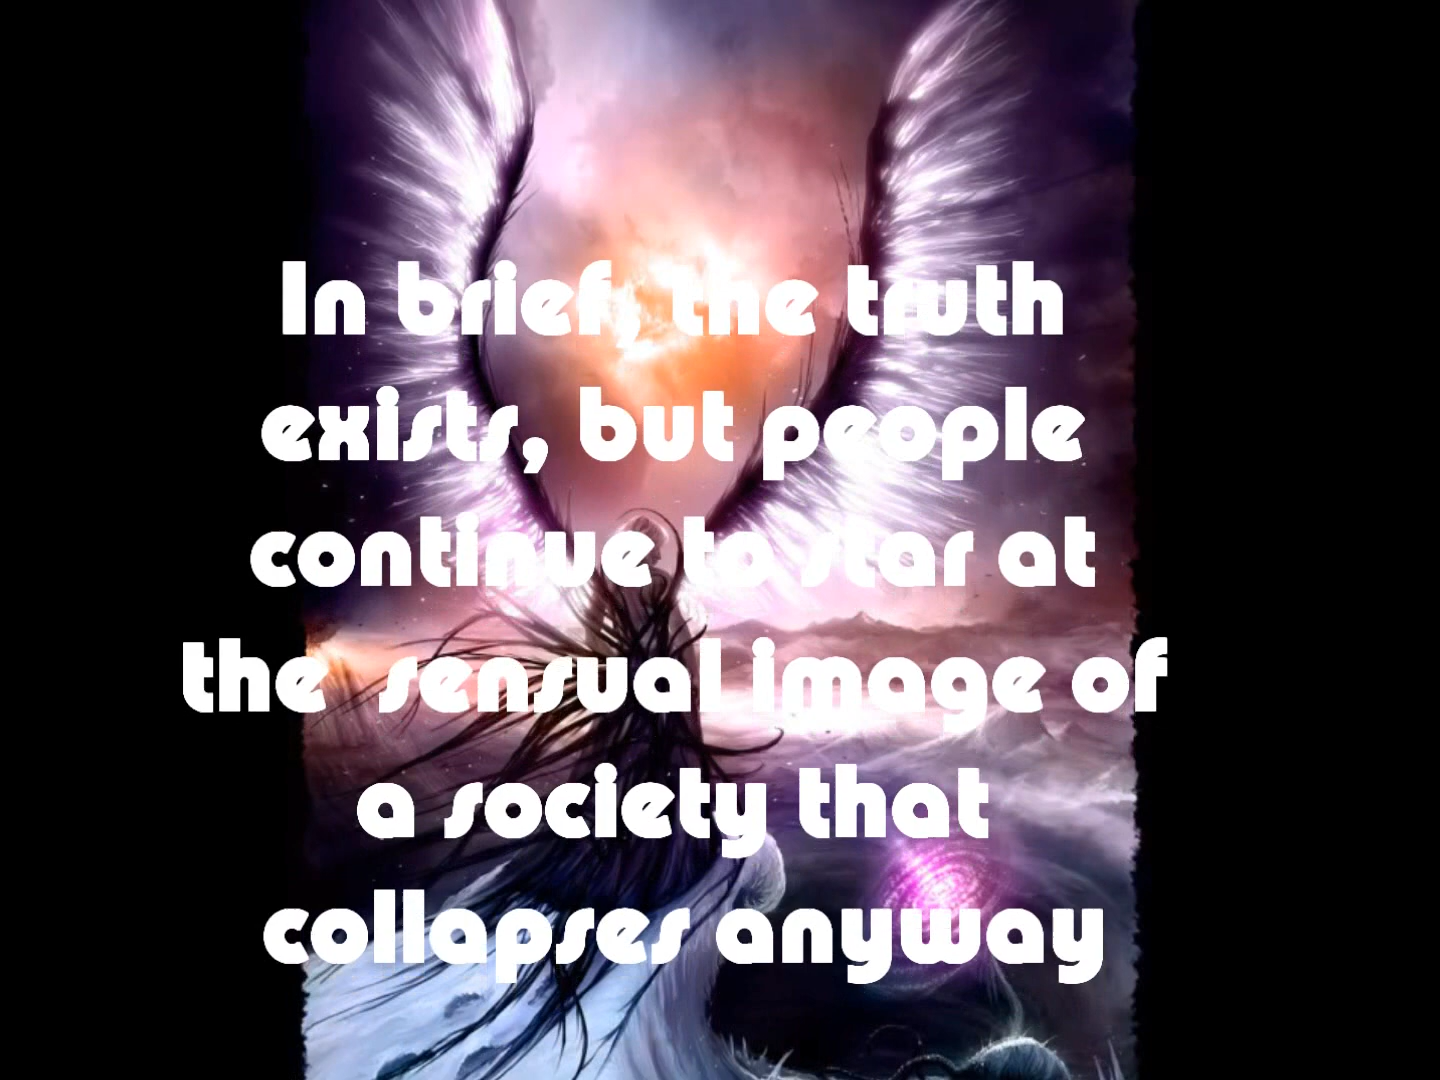 In brief, the truth
exists, but people
continue to star at
the sensual image of
a society that
collapses anyway